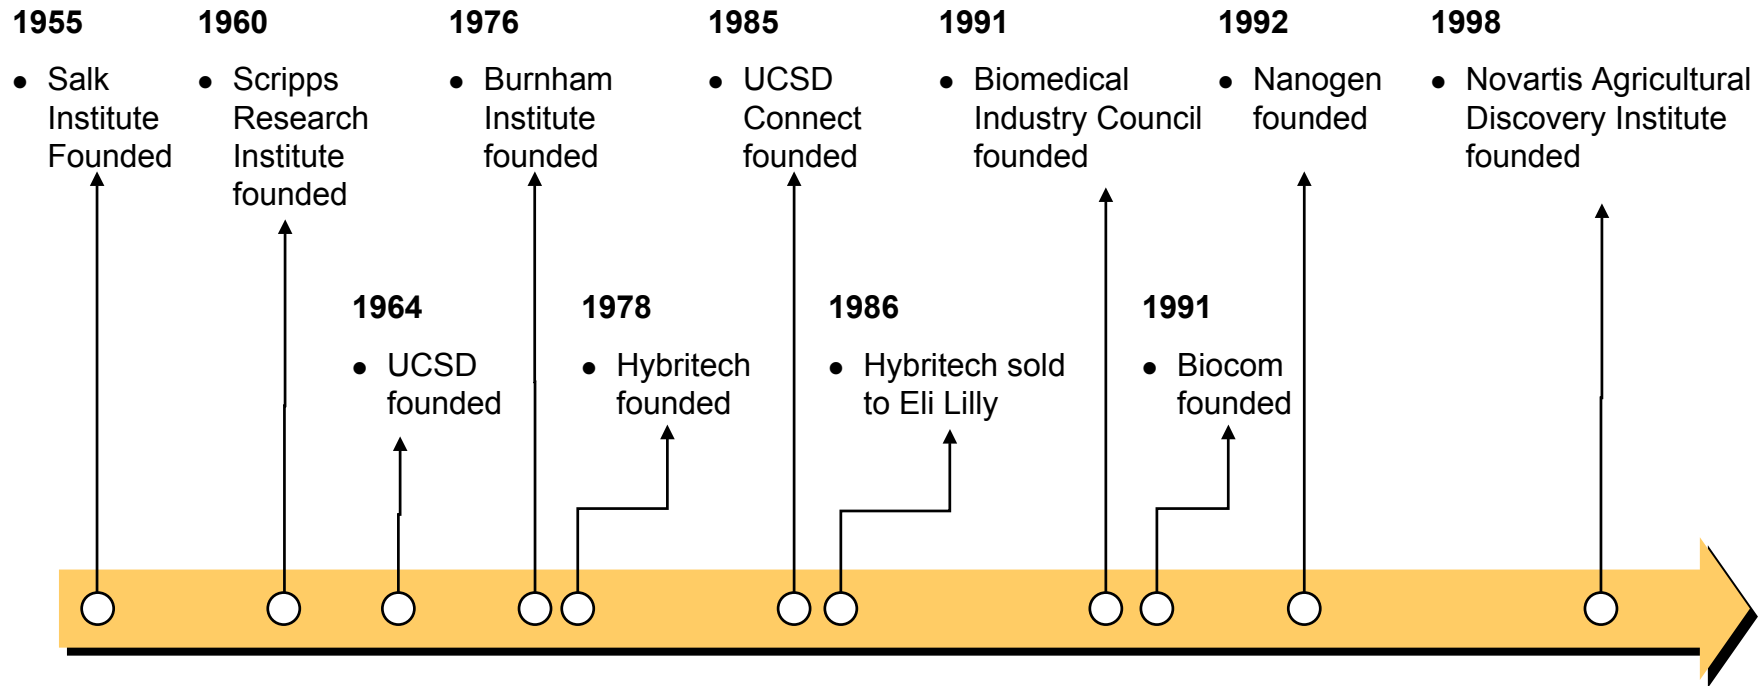 1955
● Salk
Institute
Founded
1960
● Scripps
Research
Institute
founded
1976
● Burnham
Institute
founded
1985
● UCSD
Connect
founded
1991
● Biomedical
Industry Council
founded
1992
● Nanogen
founded
1998
● Novartis Agricultural
Discovery Institute
founded
1964
● UCSD
founded
1978
● Hybritech
founded
1986
● Hybritech sold
to Eli Lilly
1991
● Biocom
founded